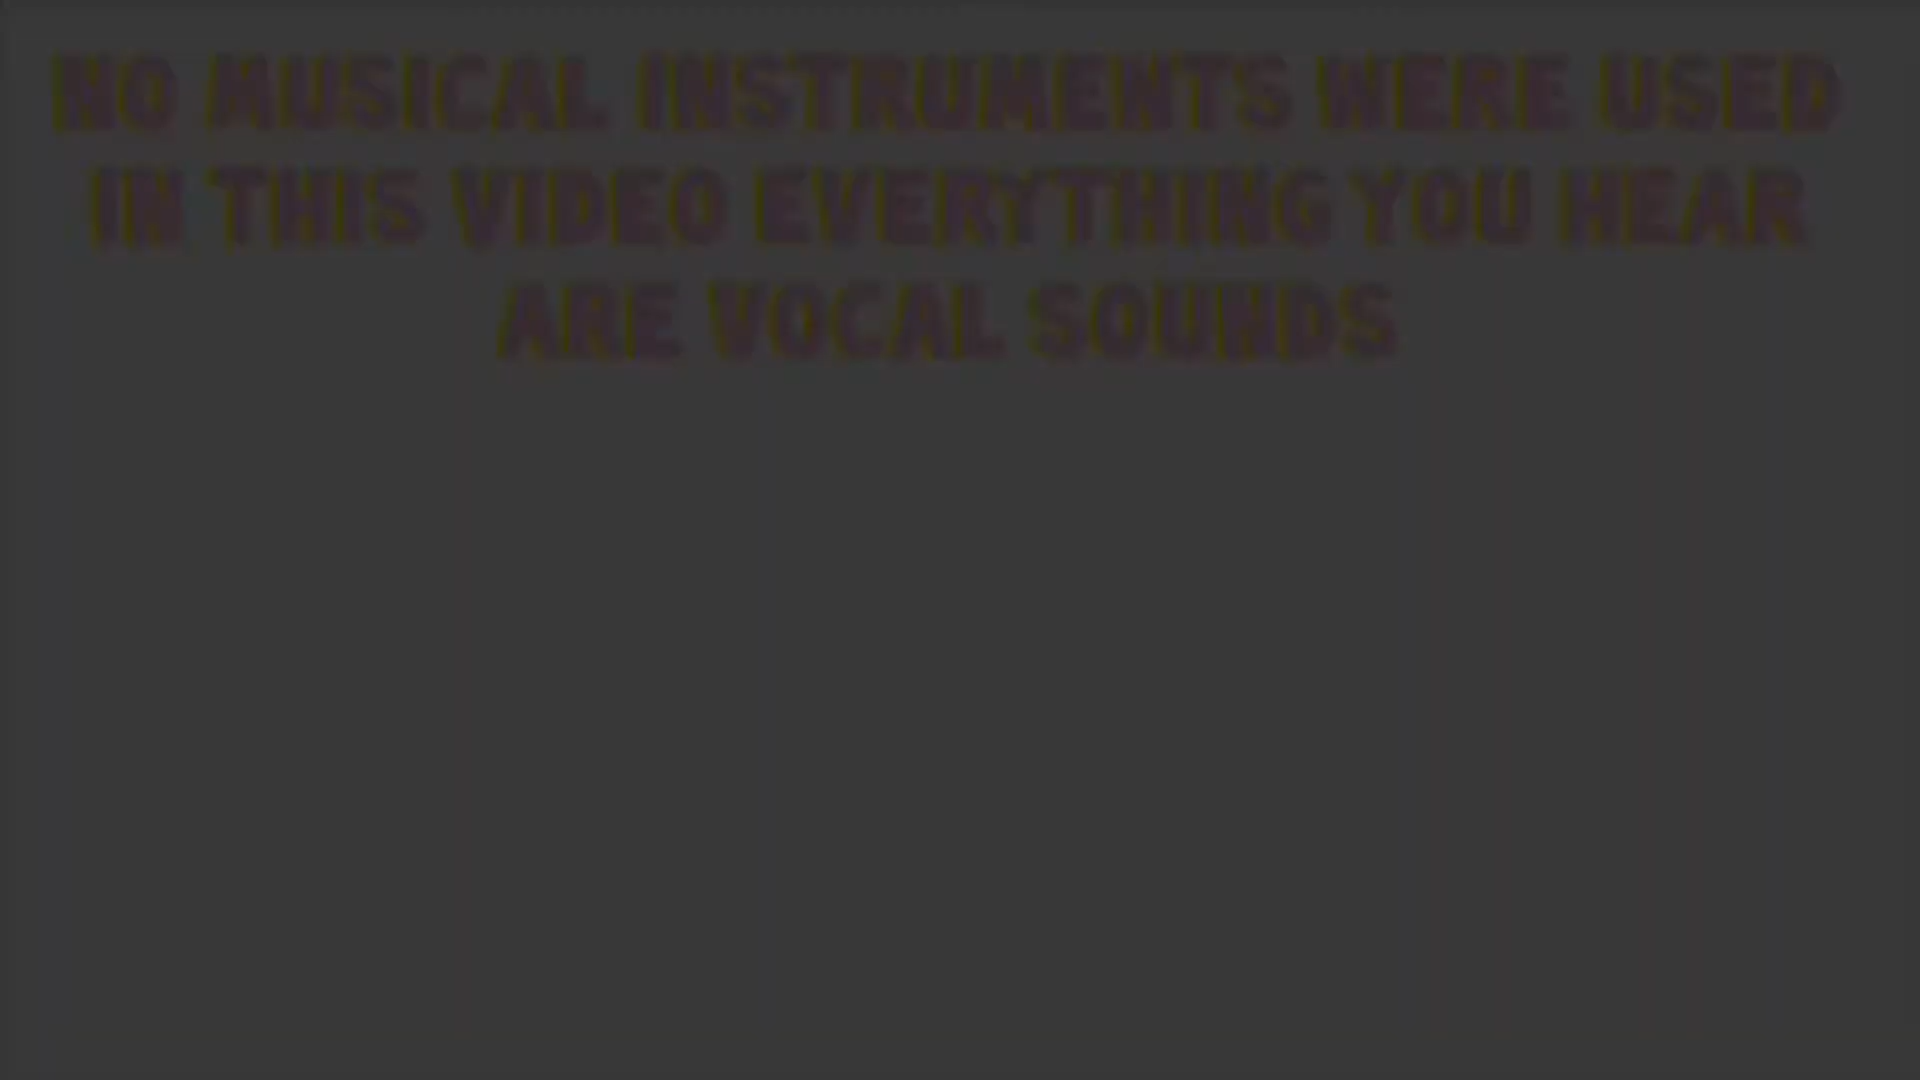 NO MUSICAL INSTRUMENTS WERE USED
IN THIS VIDEO EVERYTHING YOU HEAR
ARE VOCAL SOUNDS